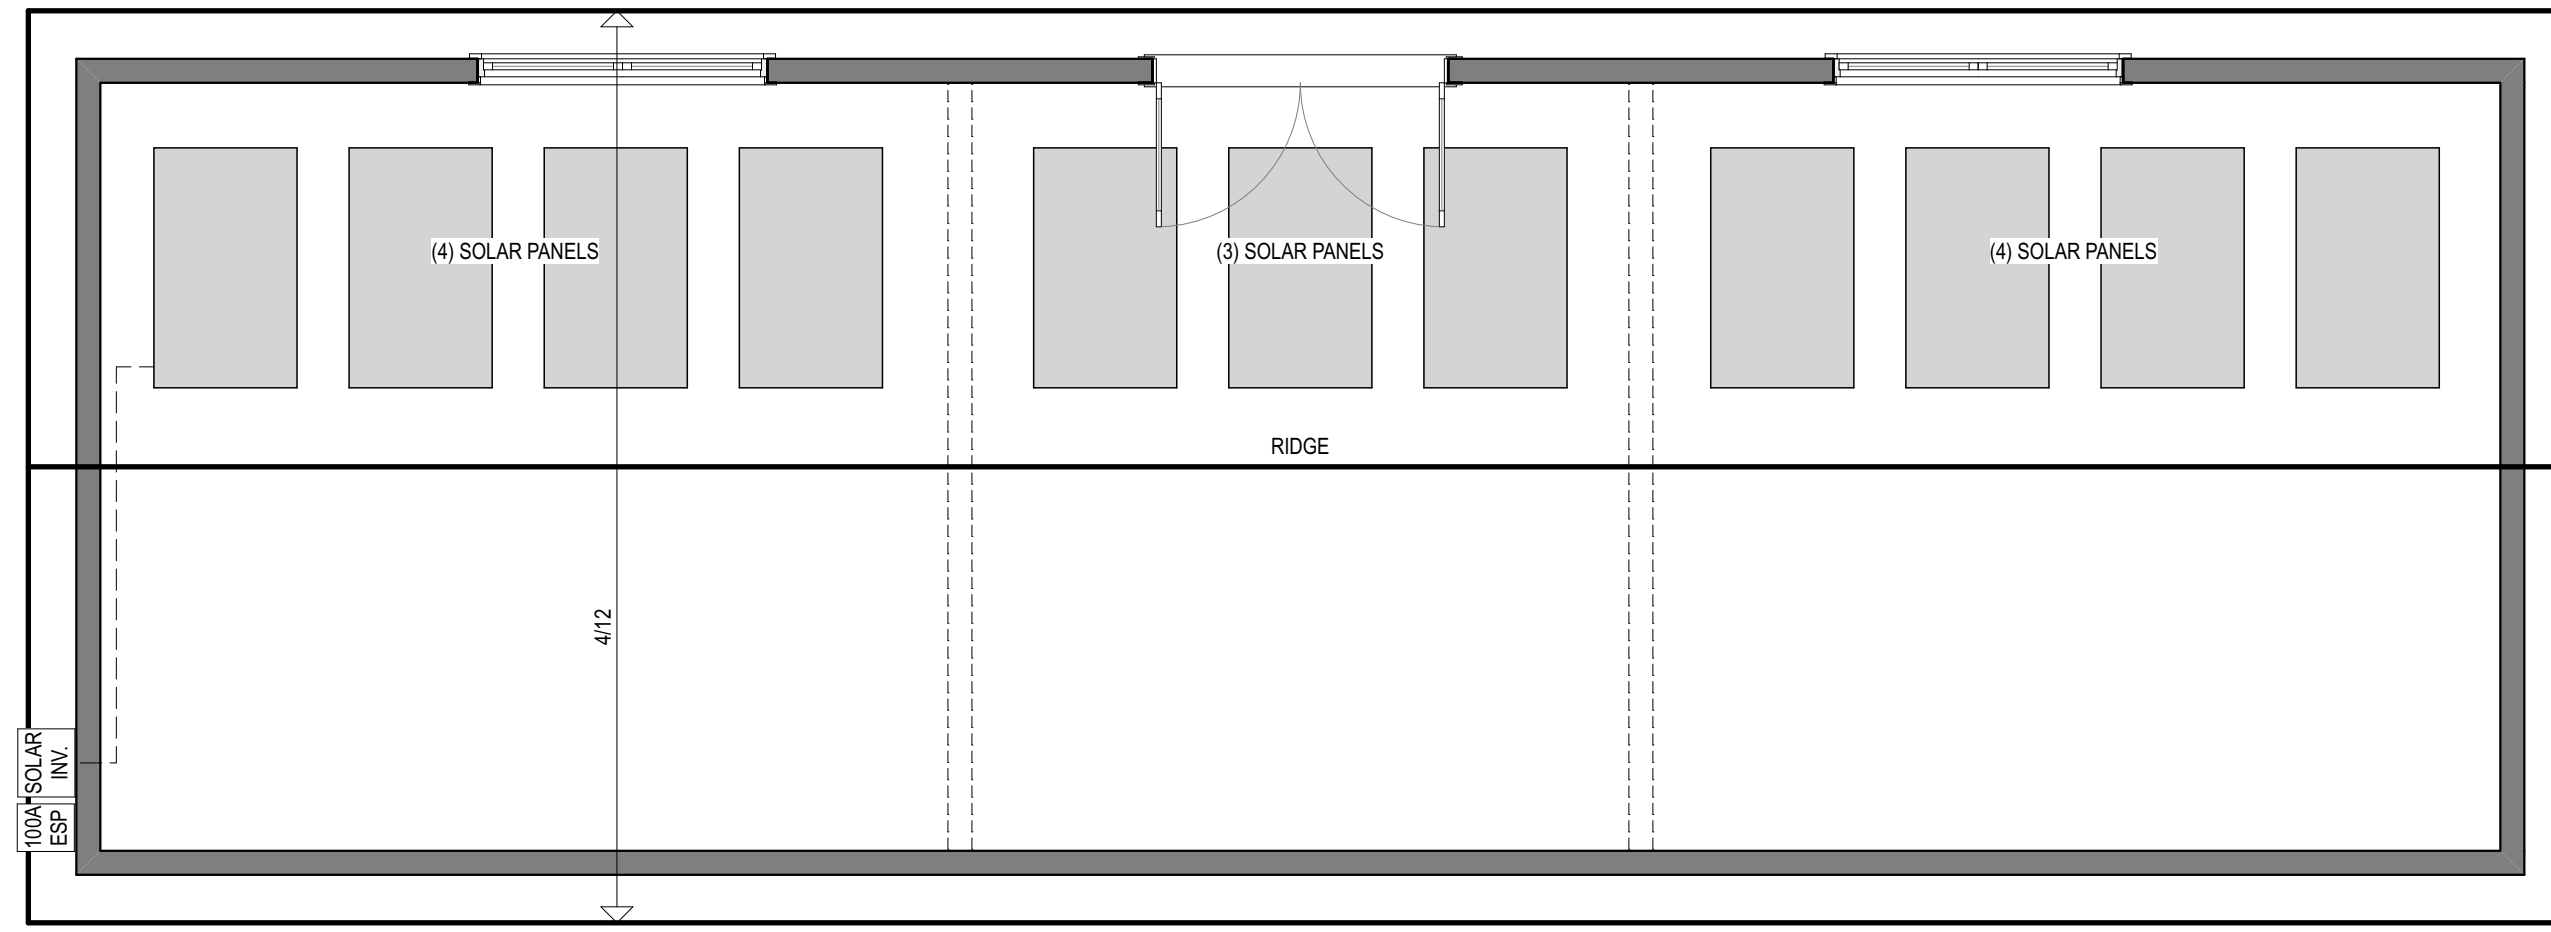 (4) SOLAR PANELS
(3) SOLAR PANELS
(4) SOLAR PANELS
RIDGE
4/12
SOLAR
INV.
100A
ESP